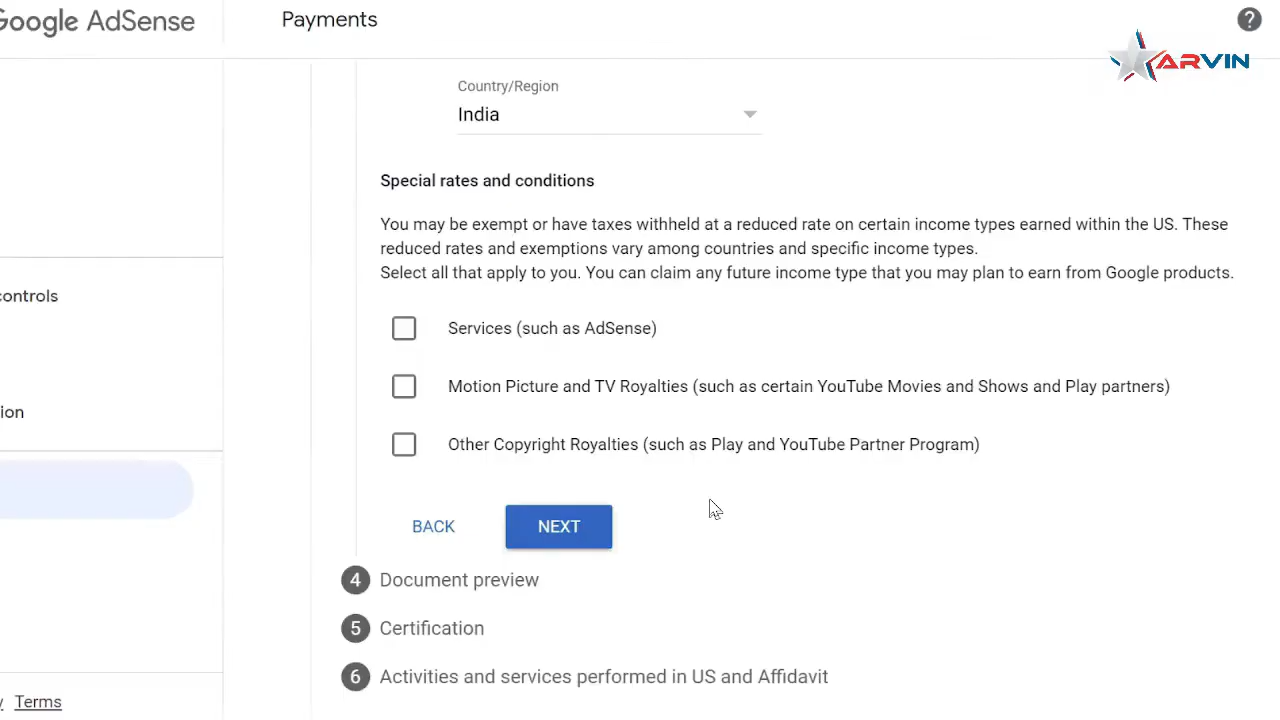 Google AdSense
Payments
ARVIN
Country/Region
India
Special rates and conditions
You may be exempt or have taxes withheld at a reduced rate on certain income types earned within the US. These
reduced rates and exemptions vary among countries and specific income types.
Select all that apply to you. You can claim any future income type that you may plan to earn from Google products.
controls
Services (such as AdSense)
Motion Picture and TV Royalties (such as certain YouTube Movies and Shows and Play partners)
ion
Other Copyright Royalties (such as Play and YouTube Partner Program)
BACK
NEXT
4 Document preview
5 Certification
6 Activities and services performed in US and Affidavit
y Terms